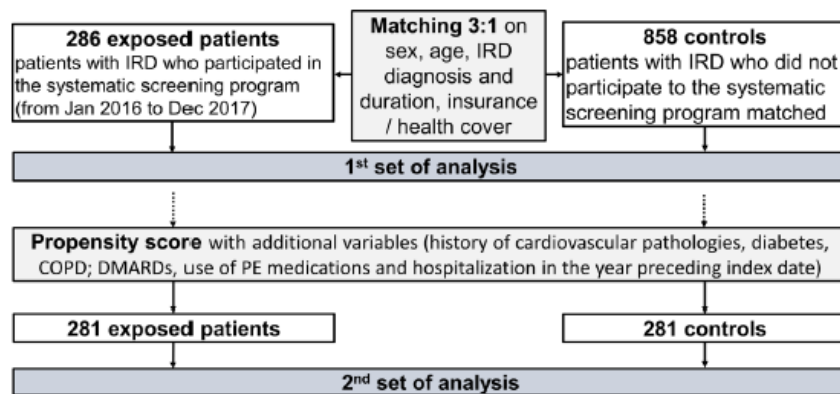 286 exposed patients
patients with IRD who participated in
the systematic screening program
(from Jan 2016 to Dec 2017)
Matching 3:1 on
sex, age, IRD
diagnosis and
duration, insurance
/ health cover
858 controls
patients with IRD who did not
participate to the systematic
screening program matched
1st set of analysis
Propensity score with additional variables (history of cardiovascular pathologies, diabetes,
COPD; DMARDs, use of PE medications and hospitalization in the year preceding index date)
281 exposed patients
281 controls
2nd set of analysis